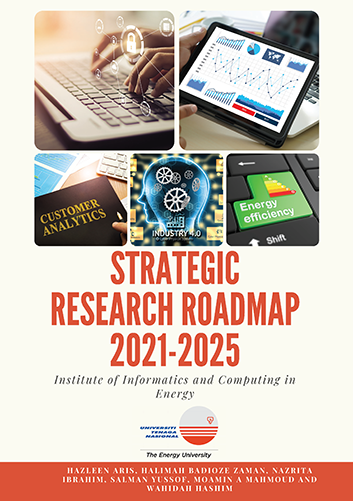 CUSTOMER
ANALYTICS
INDUSTRY 4.0
Energy
efficiency
Shift
STRATEGIC
RESEARCH ROADMAP
2021-2025
Institute of Informatics and Computing in
Energy
UNIVERSITI
TENAGA
NASIONAL
The Energy University
HAZLEEN ARIS, HALIMAH BADIOZE ZAMAN, NAZRITA
IBRAHIM, SALMAN YUSSOF, MOAMIN A MAHMOUD AND
WAHIDAH HASHIM